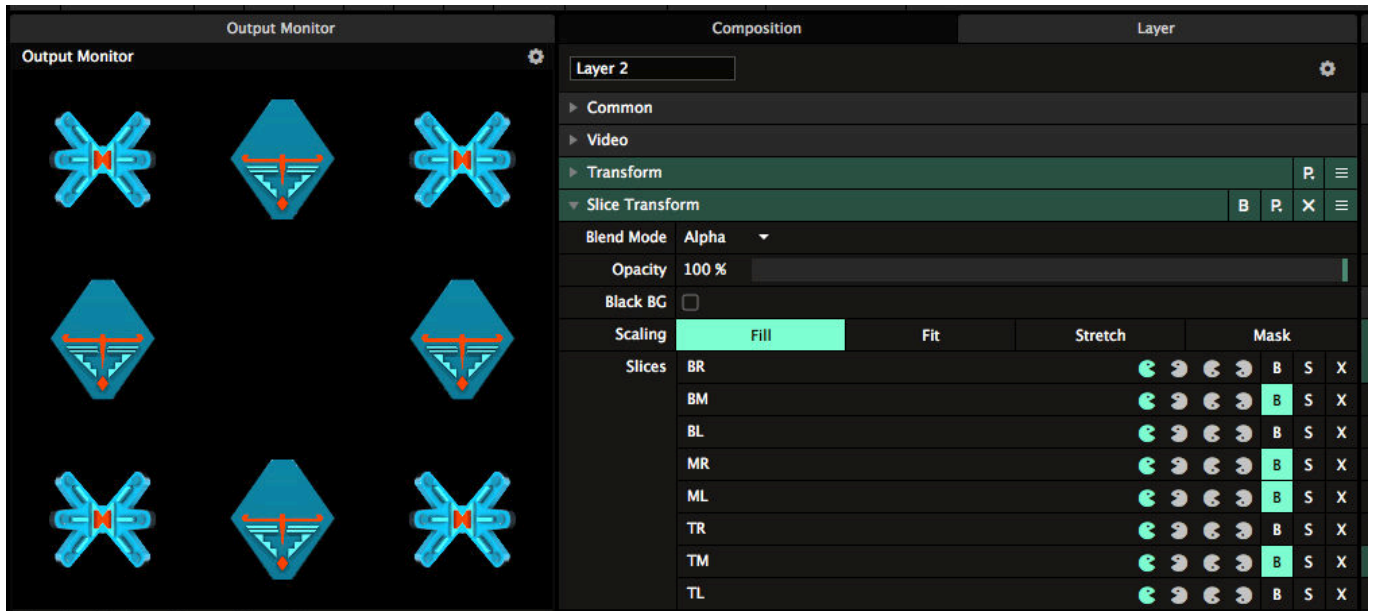 Output Monitor
Composition
Layer
Output Monitor
Layer 2
Common
Video
Transform P.
Slice Transform B P. X
Blend Mode Alpha
Opacity 100 %
Black BG
Scaling Fill Fit Stretch Mask
Slices BR B S X
BM B S X
BL B S X
MR B S X
ML B S X
TR B S X
TM B S X
TL B S X